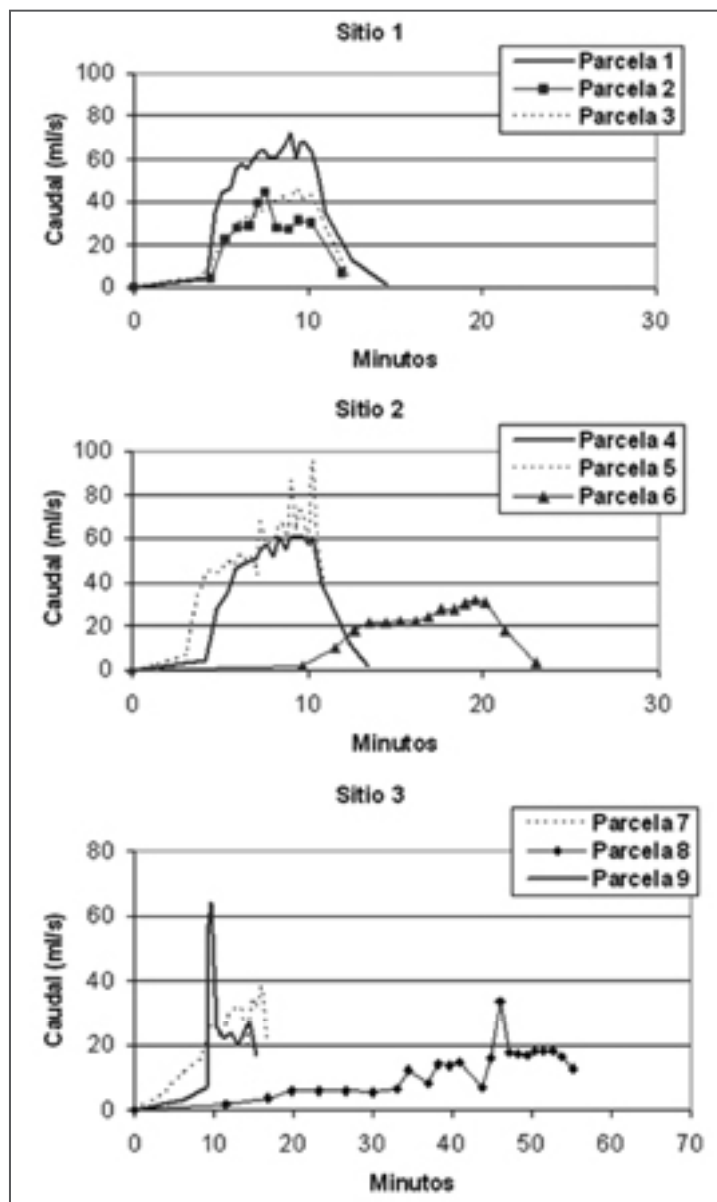 Sitio 1
Parcela 1
Parcela 2
Parcela 3
Caudal (ml/s)
100
80
60
40
20
0
0 10 20 30
Minutos
Sitio 2
Parcela 4
Parcela 5
Parcela 6
Caudal (ml/s)
100
80
60
40
20
0
0 10 20 30
Minutos
Sitio 3
Parcela 7
Parcela 8
Parcela 9
Caudal (ml/s)
80
60
40
20
0
0 10 20 30 40 50 60 70
Minutos